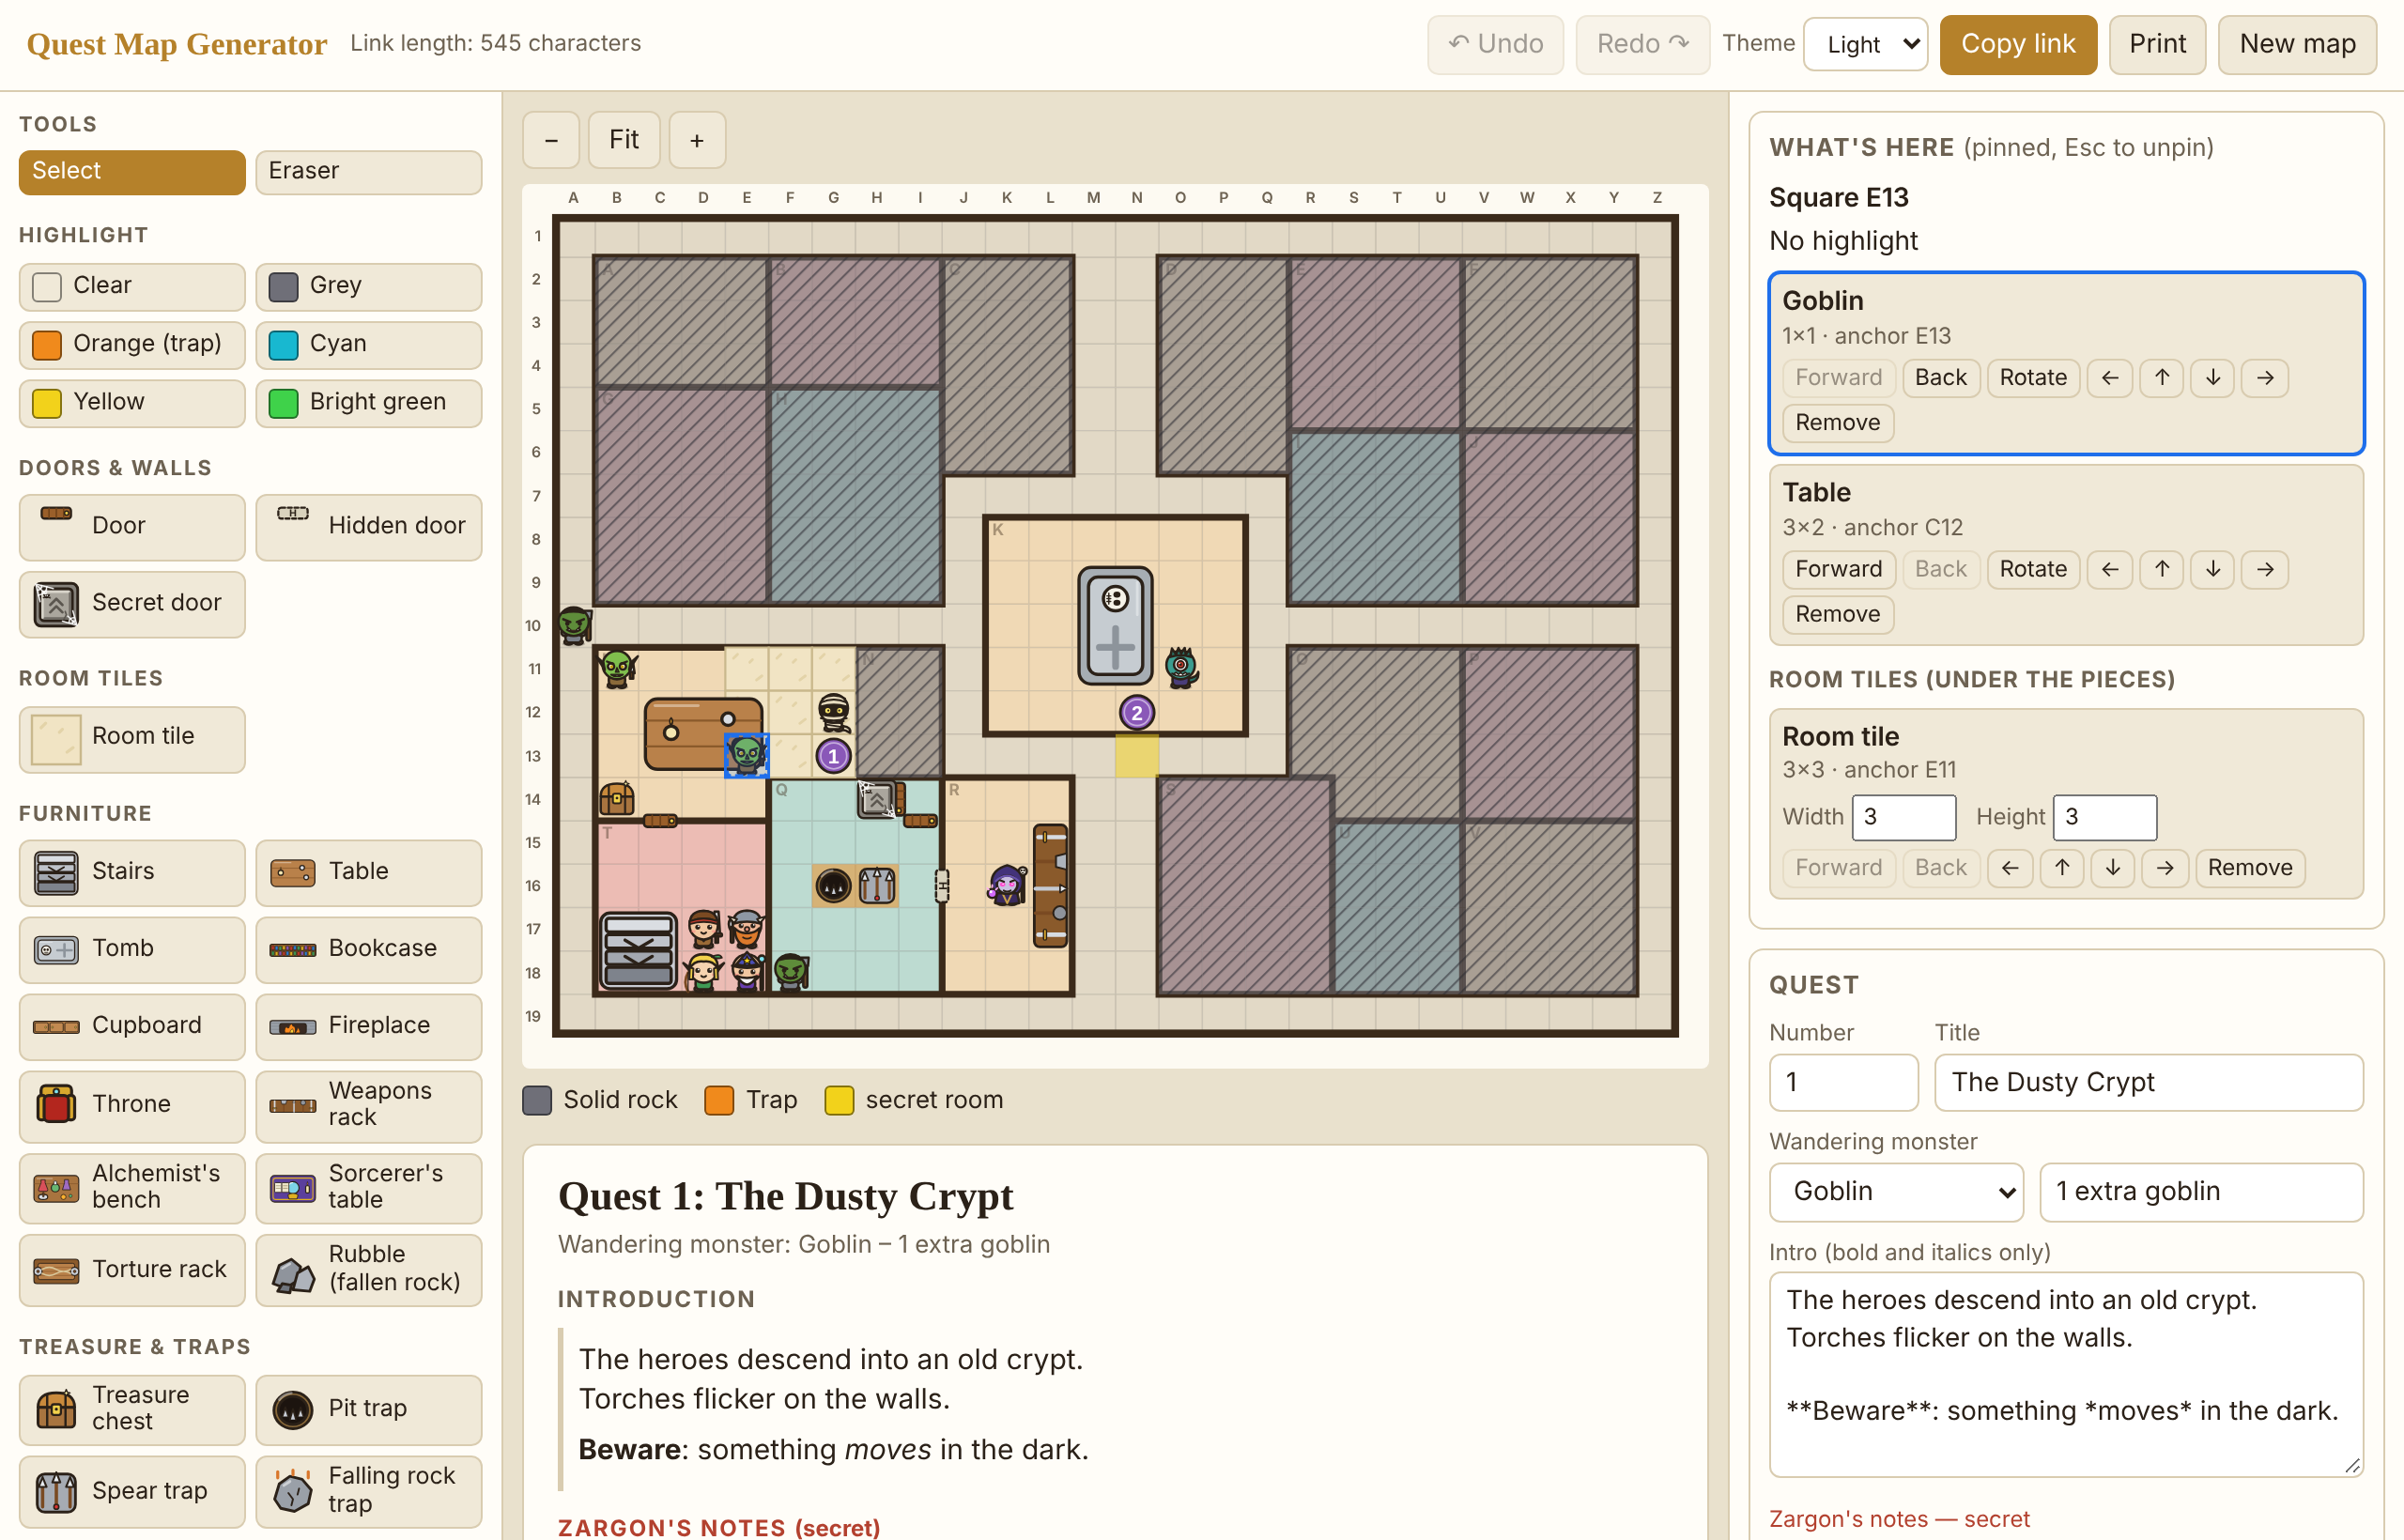 Quest Map Generator
Link length: 545 characters
↶ Undo
Redo ↷
Theme
Light
Copy link
Print
New map
TOOLS
Select
Eraser
HIGHLIGHT
Clear
Grey
Orange (trap)
Cyan
Yellow
Bright green
DOORS & WALLS
Door
Hidden door
Secret door
ROOM TILES
Room tile
FURNITURE
Stairs
Table
Tomb
Bookcase
Cupboard
Fireplace
Throne
Weapons
rack
Alchemist's
bench
Sorcerer's
table
Torture rack
Rubble
(fallen rock)
TREASURE & TRAPS
Treasure
chest
Pit trap
Spear trap
Falling rock
trap
− Fit +
A B C D E F G H I J K L M N O P Q R S T U V W X Y Z
1
2
3
4
5
6
7
8
9
10
11
12
13
14
15
16
17
18
19
A B C D E F
G H I J
K
N O P
Q R S
T U V
1
2
H
Solid rock
Trap
secret room
Quest 1: The Dusty Crypt
Wandering monster: Goblin – 1 extra goblin
INTRODUCTION
The heroes descend into an old crypt.
Torches flicker on the walls.
Beware: something moves in the dark.
ZARGON'S NOTES (secret)
WHAT'S HERE (pinned, Esc to unpin)
Square E13
No highlight
Goblin
1×1 · anchor E13
Forward Back Rotate ← ↑ ↓ →
Remove
Table
3×2 · anchor C12
Forward Back Rotate ← ↑ ↓ →
Remove
ROOM TILES (UNDER THE PIECES)
Room tile
3×3 · anchor E11
Width 3 Height 3
Forward Back ← ↑ ↓ → Remove
QUEST
Number
Title
1
The Dusty Crypt
Wandering monster
Goblin
1 extra goblin
Intro (bold and italics only)
The heroes descend into an old crypt.
Torches flicker on the walls.
**Beware**: something *moves* in the dark.
Zargon's notes — secret